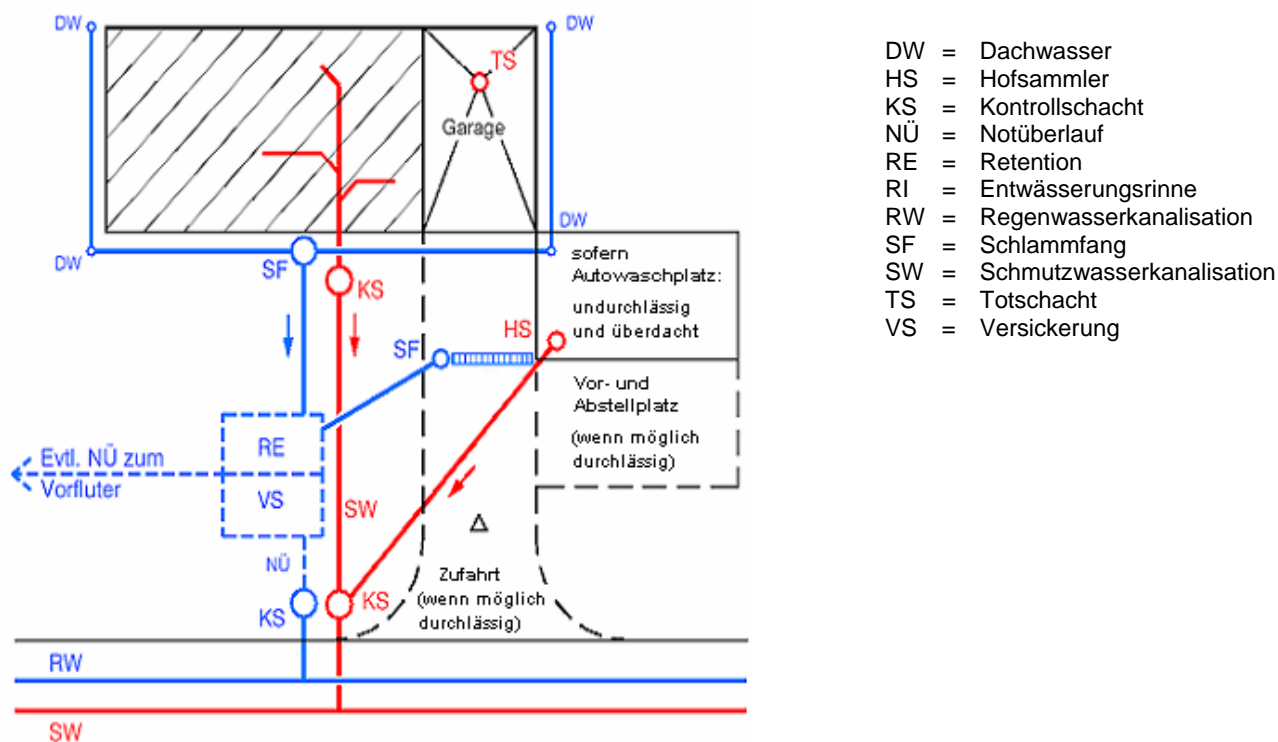 DW
DW
TS
Garage
DW
DW
SF
KS
sofern
Autowaschplatz:
undurchlässig
und überdacht
HS
SF
Vor- und
Abstellplatz
(wenn möglich
durchlässig)
RE
Evtl. NÜ zum
Vorfluter
VS
SW
NÜ
Zufahrt
(wenn möglich
durchlässig)
KS
KS
RW
SW
DW = Dachwasser
HS = Hofsammler
KS = Kontrollschacht
NÜ = Notüberlauf
RE = Retention
RI = Entwässerungsrinne
RW = Regenwasserkanalisation
SF = Schlammfang
SW = Schmutzwasserkanalisation
TS = Totschacht
VS = Versickerung